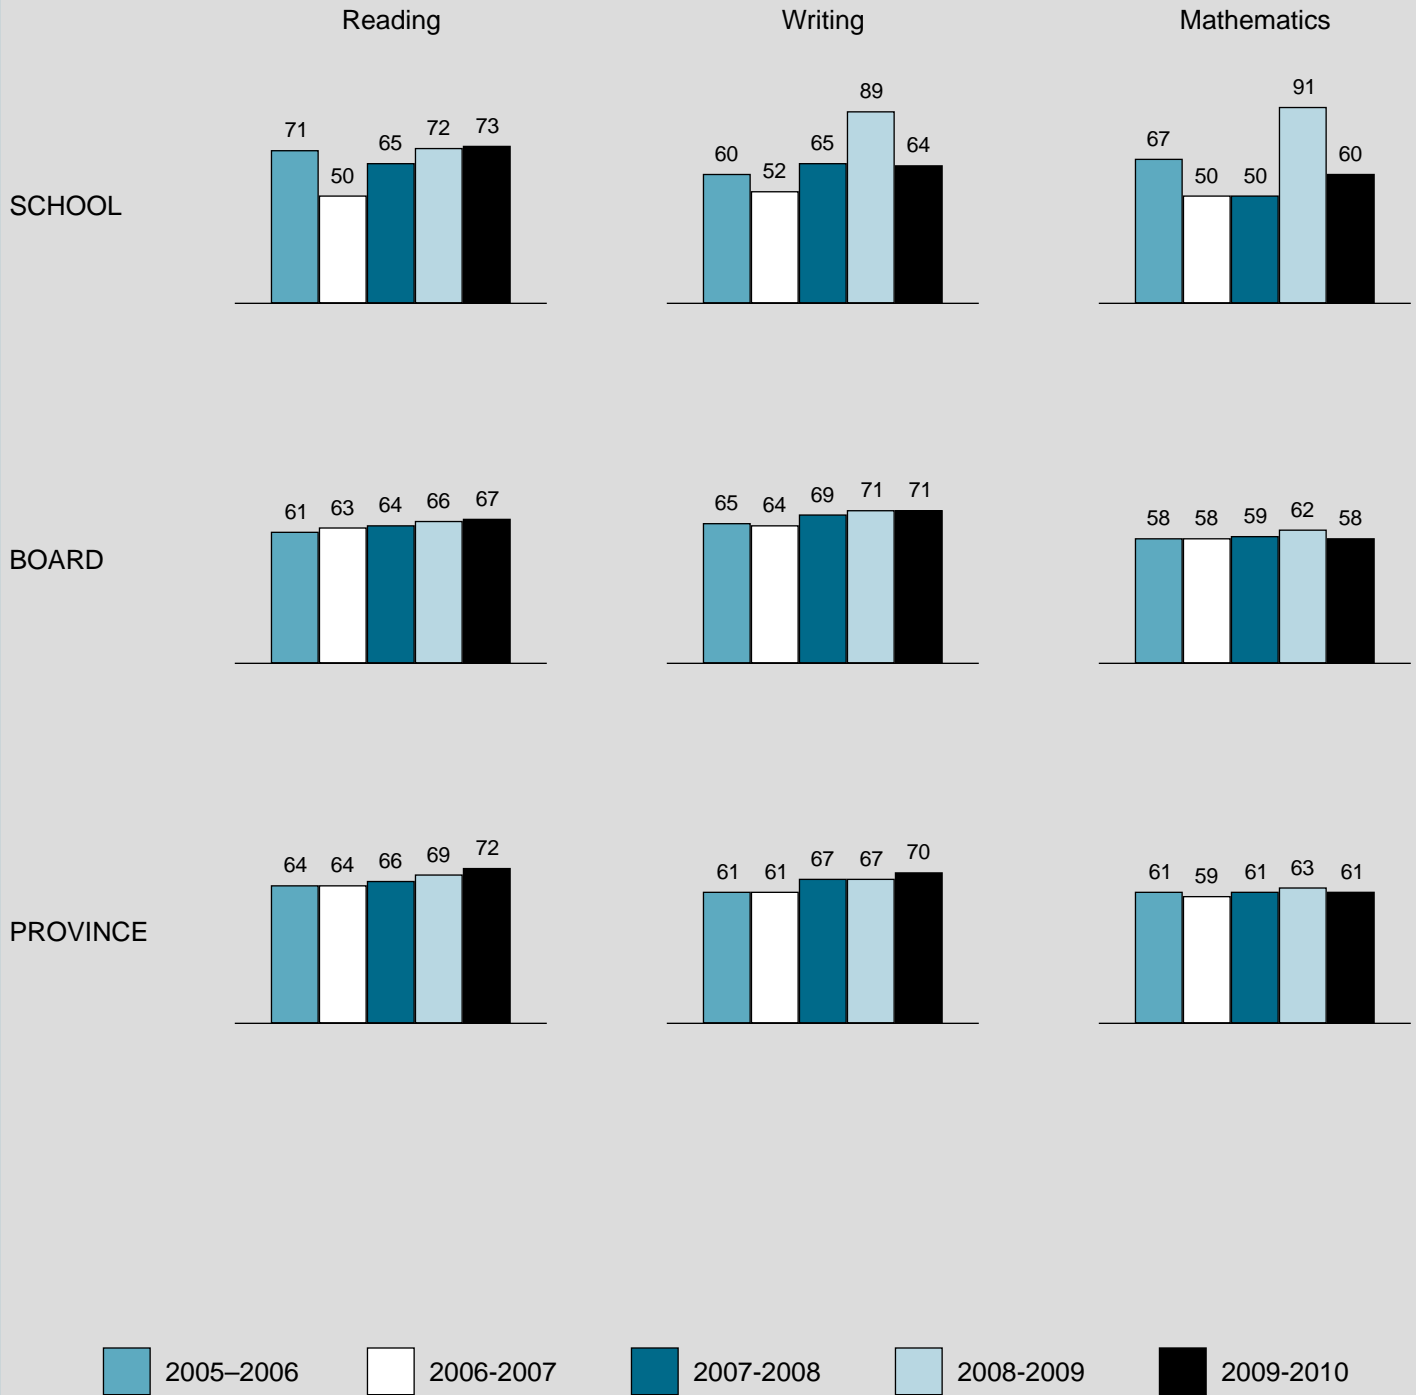 Reading Writing Mathematics
SCHOOL
71 50 65 72 73
60 52 65 89 64
67 50 50 91 60
BOARD
61 63 64 66 67
65 64 69 71 71
58 58 59 62 58
PROVINCE
64 64 66 69 72
61 61 67 67 70
61 59 61 63 61
2005–2006 2006-2007 2007-2008 2008-2009 2009-2010